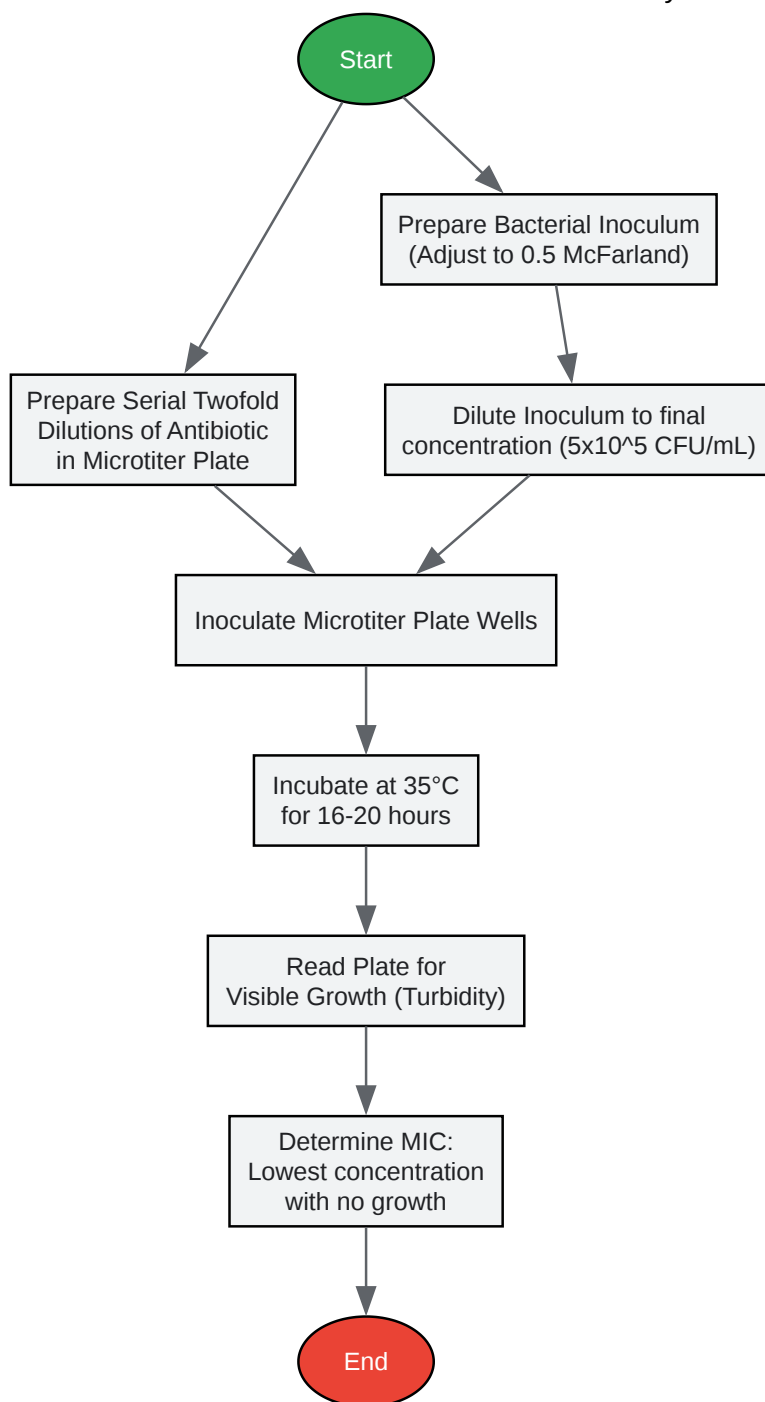 Start
Prepare Bacterial Inoculum
(Adjust to 0.5 McFarland)
Prepare Serial Twofold
Dilutions of Antibiotic
in Microtiter Plate
Dilute Inoculum to final
concentration (5x10^5 CFU/mL)
Inoculate Microtiter Plate Wells
Incubate at 35°C
for 16-20 hours
Read Plate for
Visible Growth (Turbidity)
Determine MIC:
Lowest concentration
with no growth
End